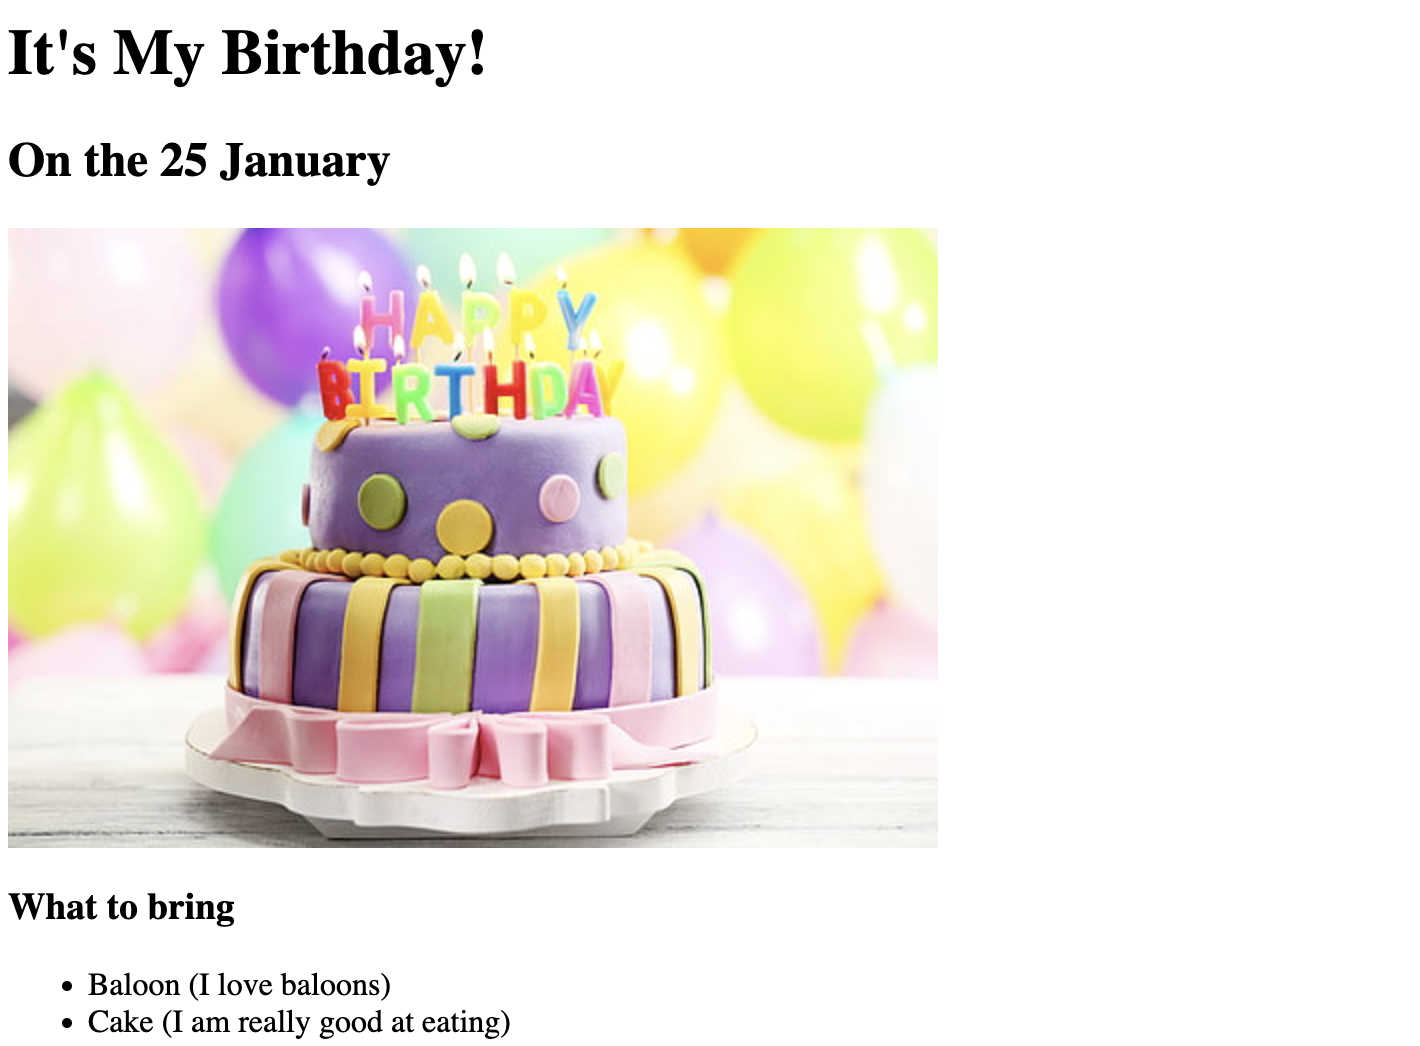 It's My Birthday!
On the 25 January
HAPPY
BIRTHDAY
What to bring
Baloon (I love baloons)
Cake (I am really good at eating)